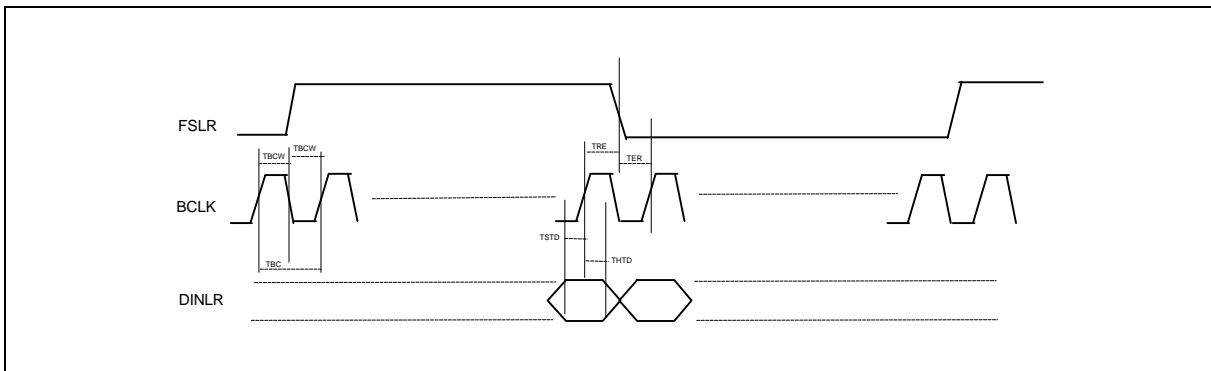 FSLR
TBCW TBCW
TRE
TER
BCLK
TSTD
TBC
THTD
DINLR